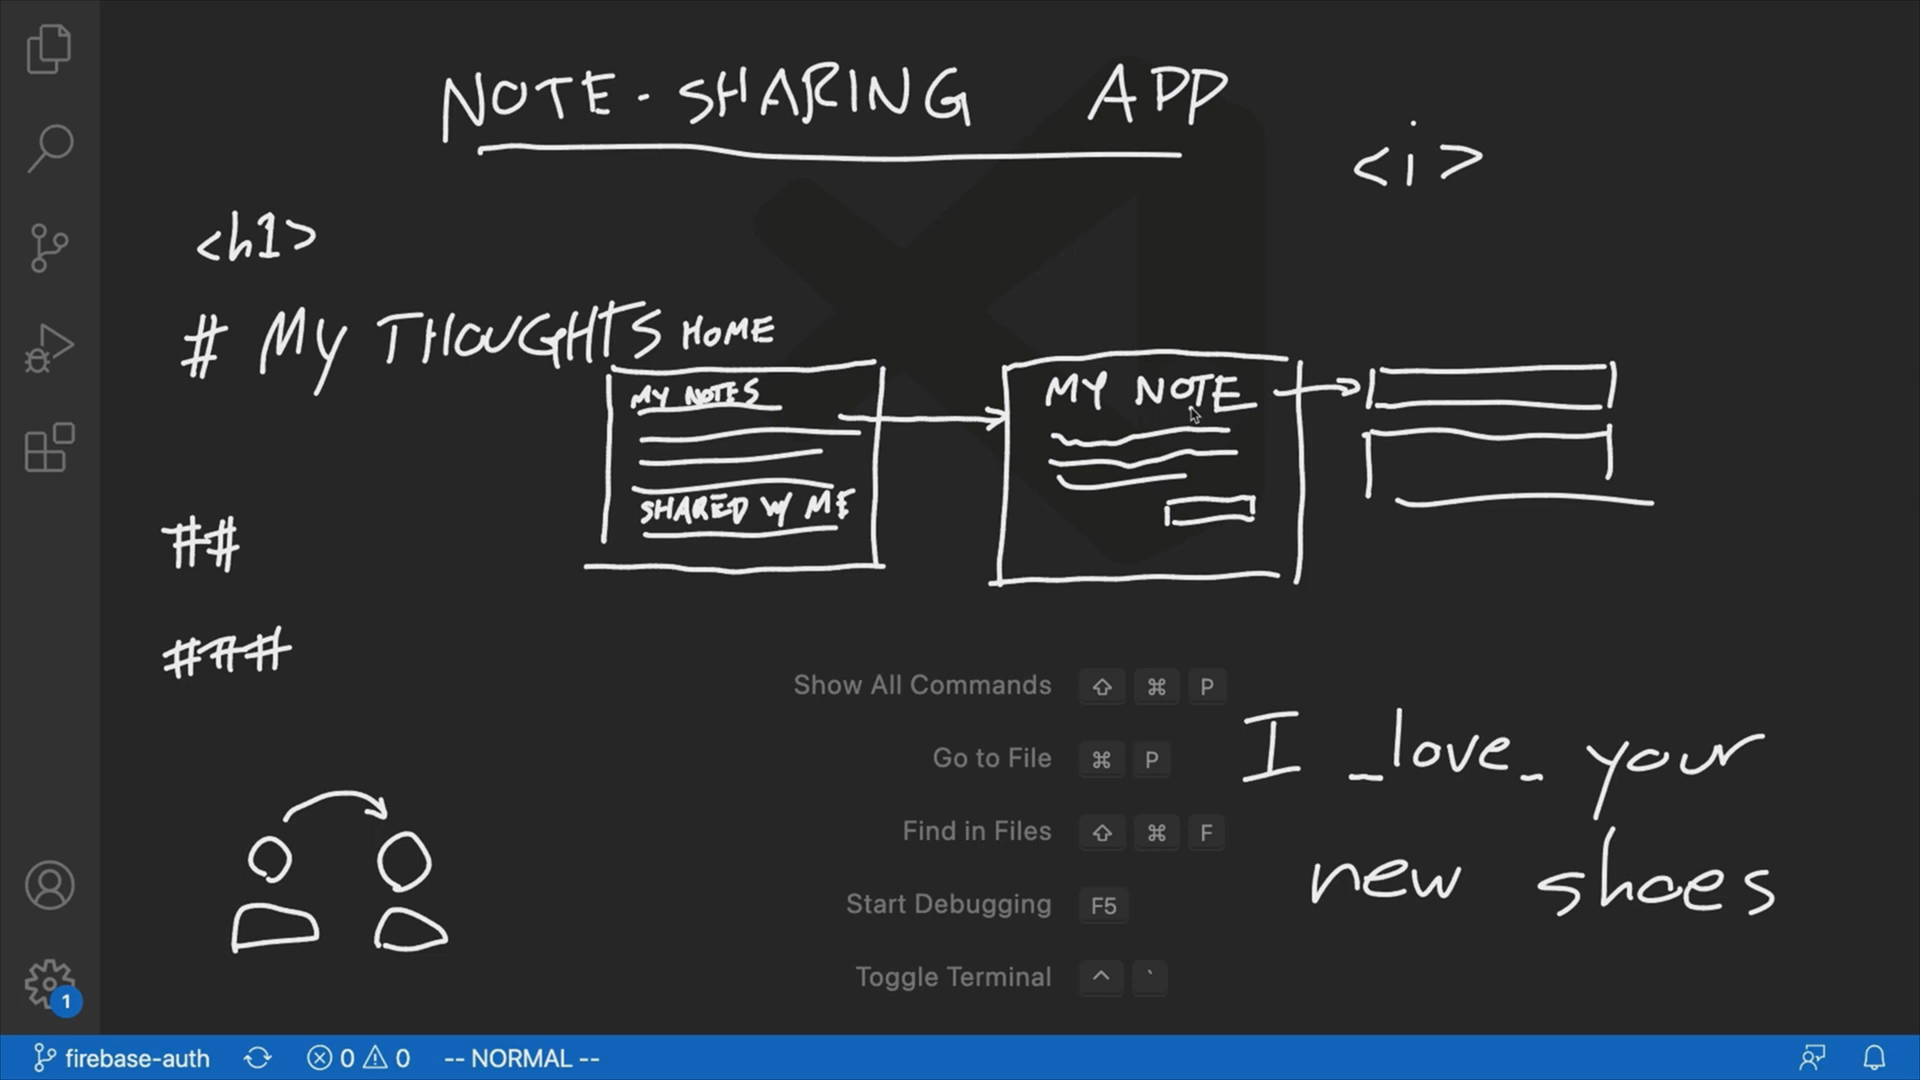 NOTE-SHARING APP
<i>
<h1>
# MY THOUGHTS
HOME
MY NOTES
SHARED W/ ME
MY NOTE
##
###
Show All Commands ⇧ ⌘ P
Go to File ⌘ P
Find in Files ⇧ ⌘ F
Start Debugging F5
Toggle Terminal ^ `
I _love_ your
new shoes
1
firebase-auth 0 0 -- NORMAL --